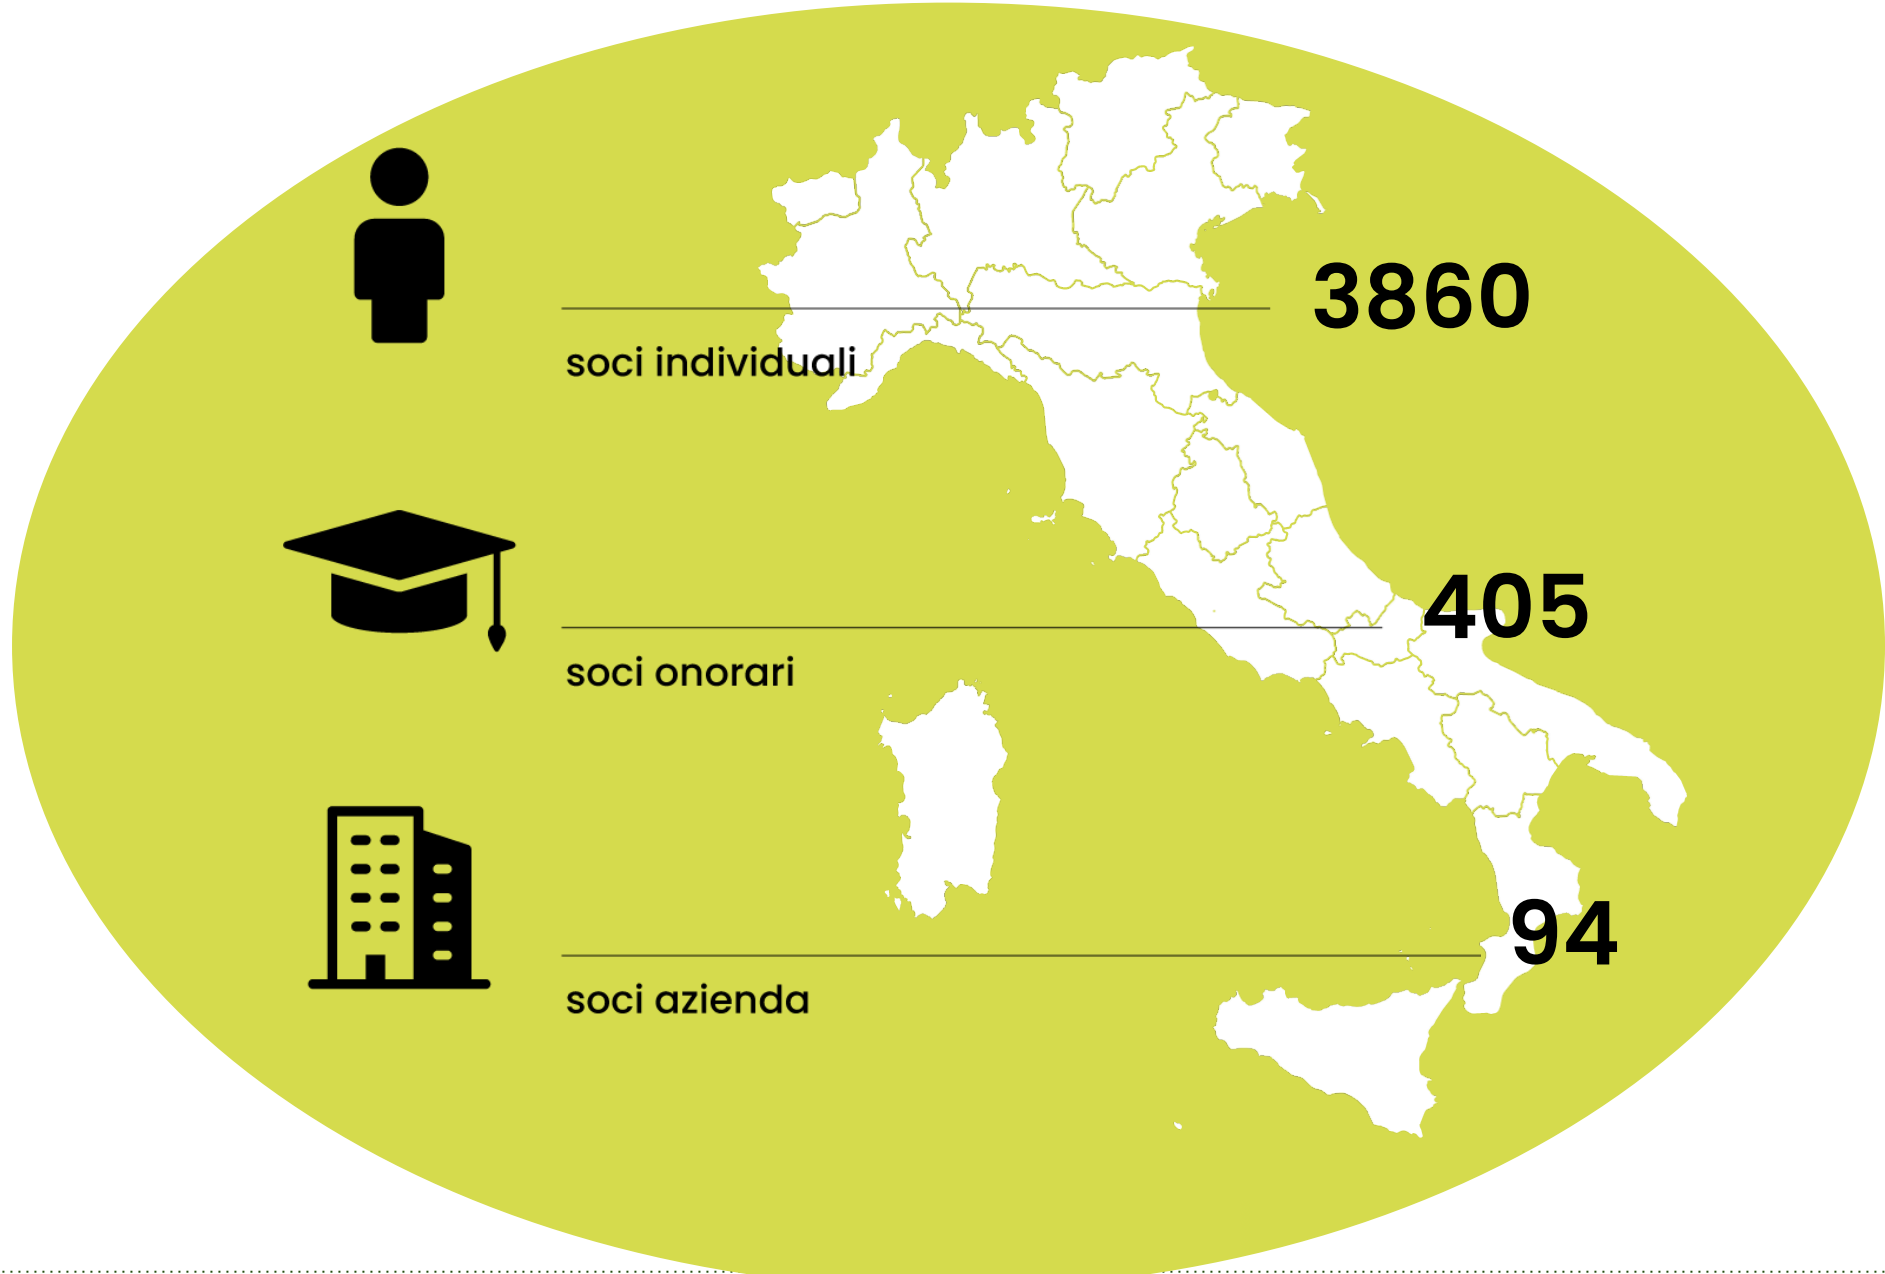 3860
soci individuali
405
soci onorari
94
soci azienda